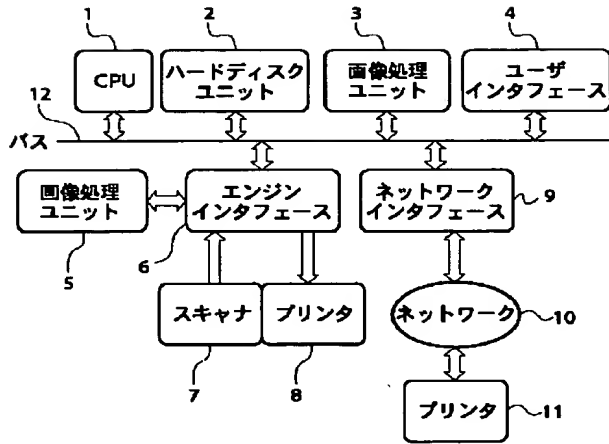 1
2
3
4
CPU
ハードディスク
ユニット
画像処理
ユニット
ユーザ
インタフェース
12
バス
画像処理
ユニット
エンジン
インタフェース
ネットワーク
インタフェース
9
5
6
スキャナ
プリンタ
ネットワーク
10
7
8
プリンタ
11